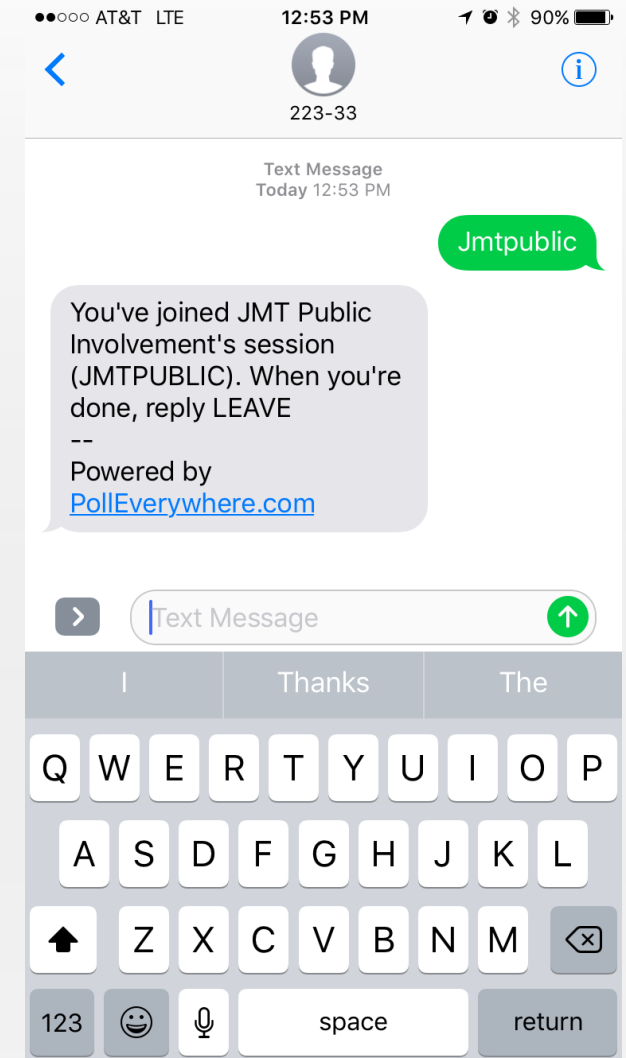 AT&T LTE 12:53 PM 90%
i
223-33
Text Message
Today 12:53 PM
Jmtpublic
You've joined JMT Public
Involvement's session
(JMTPUBLIC). When you're
done, reply LEAVE
--
Powered by
PollEverywhere.com
Text Message
I Thanks The
Q W E R T Y U I O P
A S D F G H J K L
Z X C V B N M
123 space return